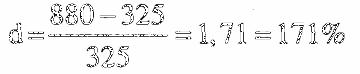 d = (880 – 325) / 325 = 1,71 = 171%